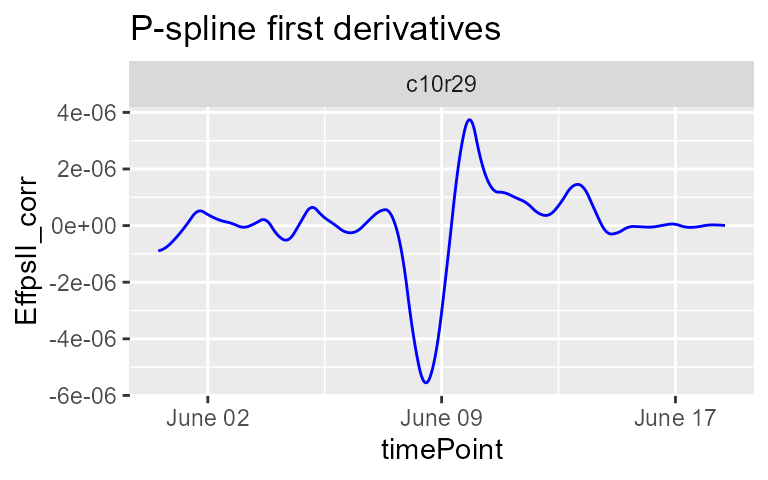 P-spline first derivatives
c10r29
4e-06
2e-06
0e+00
-2e-06
-4e-06
-6e-06
EffpsII_corr
June 02
June 09
June 17
timePoint